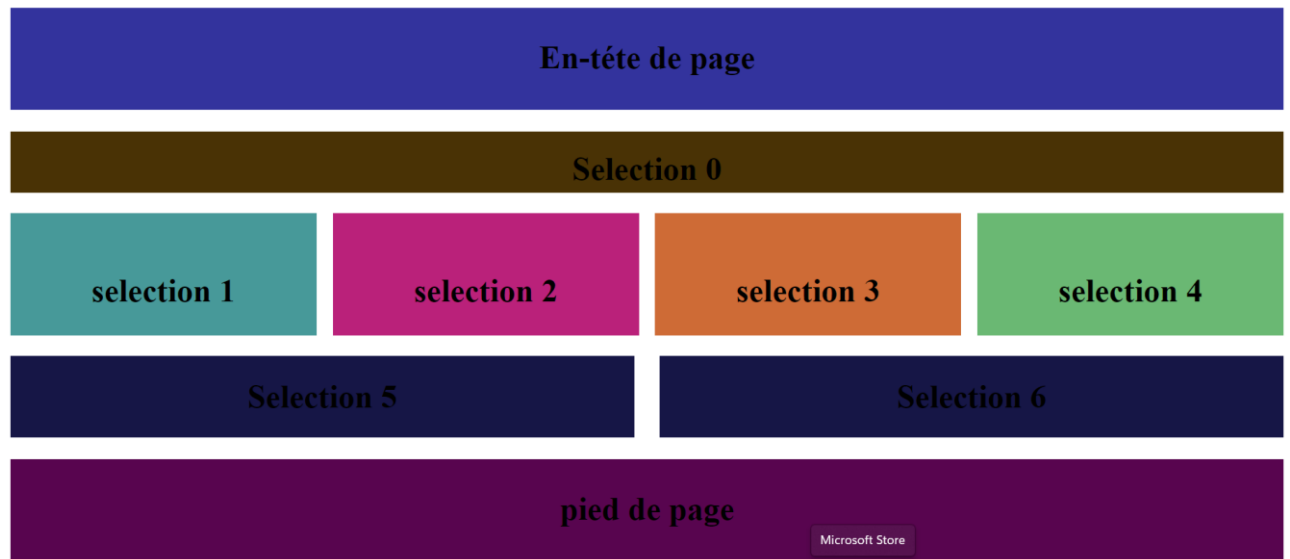 En-téte de page
Selection 0
selection 1
selection 2
selection 3
selection 4
Selection 5
Selection 6
pied de page
Microsoft Store